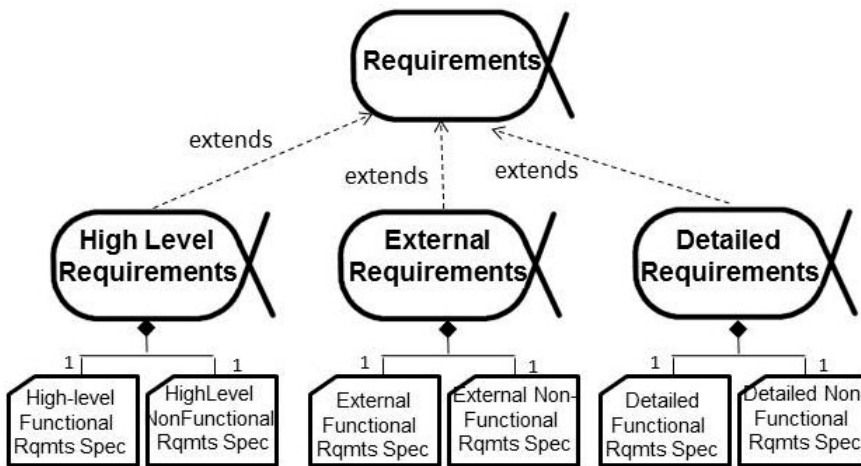 Requirements
extends
extends
extends
High Level
Requirements
External
Requirements
Detailed
Requirements
1
1
1
1
1
1
High-level
Functional
Rqmts Spec
HighLevel
NonFunctional
Rqmts Spec
External
Functional
Rqmts Spec
External Non-
Functional
Rqmts Spec
Detailed
Functional
Rqmts Spec
Detailed Non-
Functional
Rqmts Spec